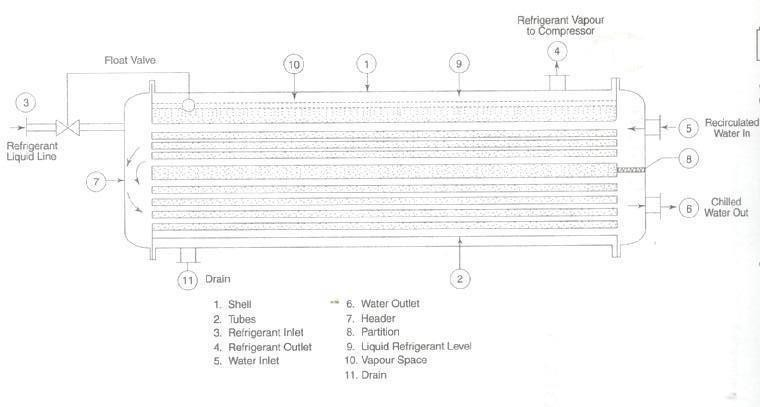 Refrigerant Vapour
to Compressor
Float Valve
10
1
9
4
3
Refrigerant
Liquid Line
5
Recirculated
Water In
8
7
6
Chilled
Water Out
11
Drain
2
1. Shell
2. Tubes
3. Refrigerant Inlet
4. Refrigerant Outlet
5. Water Inlet
6. Water Outlet
7. Header
8. Partition
9. Liquid Refrigerant Level
10. Vapour Space
11. Drain